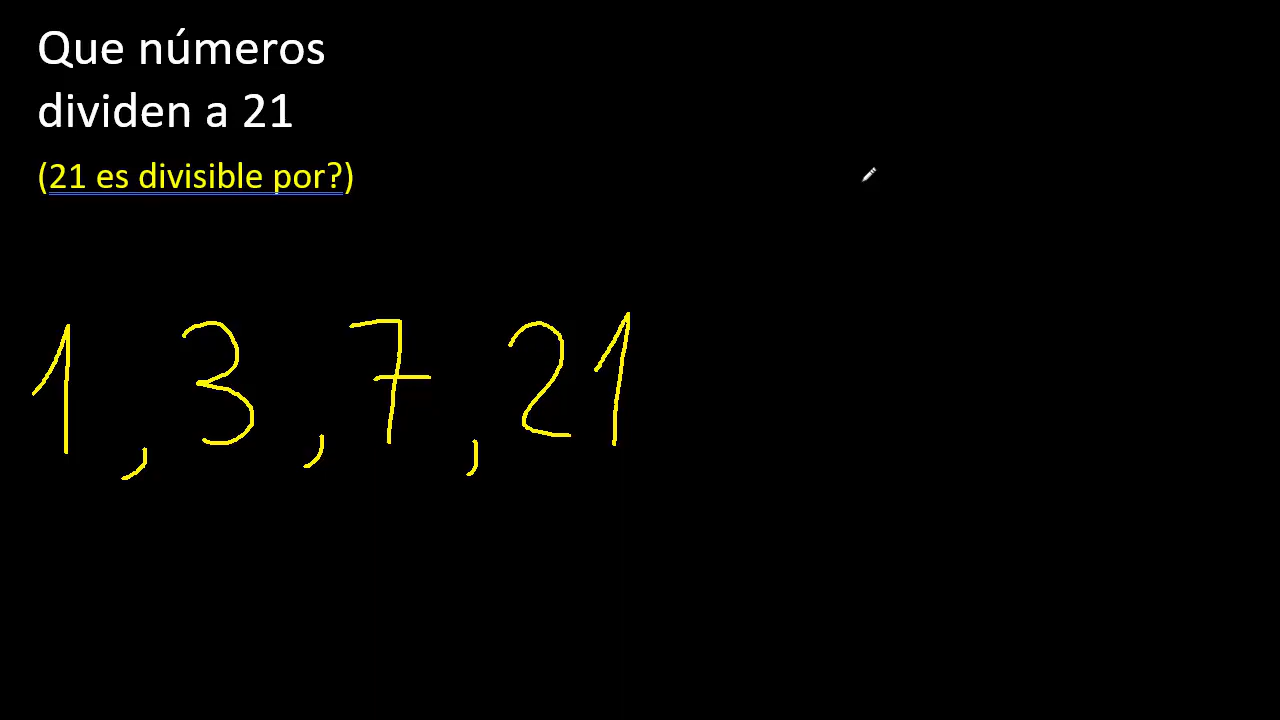 Que números
dividen a 21
(21 es divisible por?)
1 , 3 , 7 , 21